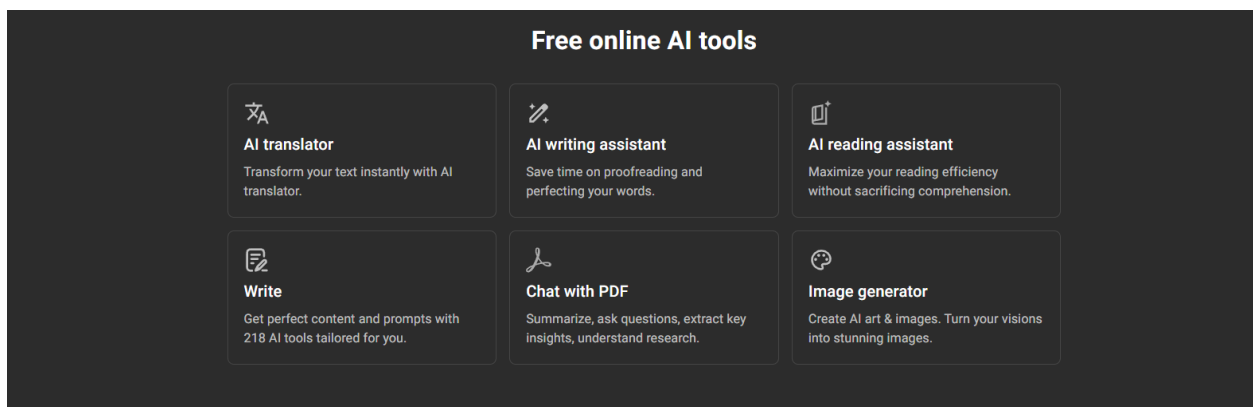 Free online AI tools
AI translator
Transform your text instantly with AI
translator.
AI writing assistant
Save time on proofreading and
perfecting your words.
AI reading assistant
Maximize your reading efficiency
without sacrificing comprehension.
Write
Get perfect content and prompts with
218 AI tools tailored for you.
Chat with PDF
Summarize, ask questions, extract key
insights, understand research.
Image generator
Create AI art & images. Turn your visions
into stunning images.